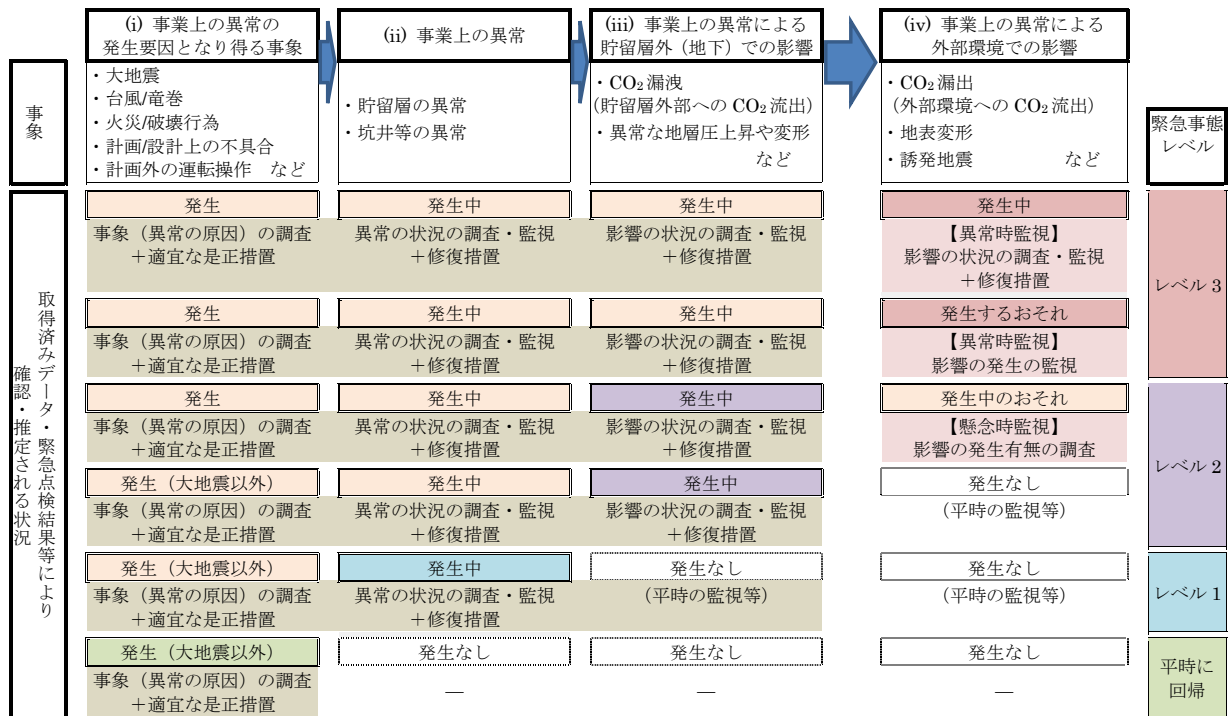 (i) 事業上の異常の
発生要因となり得る事象
(ii) 事業上の異常
(iii) 事業上の異常による
貯留層外（地下）での影響
(iv) 事業上の異常による
外部環境での影響
事象
・大地震
・台風/竜巻
・火災/破壊行為
・計画/設計上の不具合
・計画外の運転操作　など
・貯留層の異常
・坑井等の異常
・CO₂漏洩
(貯留層外部への CO₂流出)
・異常な地層圧上昇や変形
など
・CO₂漏出
(外部環境への CO₂流出)
・地表変形
・誘発地震　など
緊急事態
レベル
取得済みデータ・緊急点検結果等により
確認・推定される状況
発生
事象（異常の原因）の調査
＋適宜な是正措置
発生中
異常の状況の調査・監視
＋修復措置
発生中
影響の状況の調査・監視
＋修復措置
発生中
【異常時監視】
影響の状況の調査・監視
＋修復措置
レベル 3
発生
事象（異常の原因）の調査
＋適宜な是正措置
発生中
異常の状況の調査・監視
＋修復措置
発生中
影響の状況の調査・監視
＋修復措置
発生するおそれ
【異常時監視】
影響の発生の監視
発生
事象（異常の原因）の調査
＋適宜な是正措置
発生中
異常の状況の調査・監視
＋修復措置
発生中
影響の状況の調査・監視
＋修復措置
発生中のおそれ
【懸念時監視】
影響の発生有無の調査
レベル 2
発生（大地震以外）
事象（異常の原因）の調査
＋適宜な是正措置
発生中
異常の状況の調査・監視
＋修復措置
発生中
影響の状況の調査・監視
＋修復措置
発生なし
（平時の監視等）
発生（大地震以外）
事象（異常の原因）の調査
＋適宜な是正措置
発生中
異常の状況の調査・監視
＋修復措置
発生なし
（平時の監視等）
発生なし
（平時の監視等）
レベル 1
発生（大地震以外）
事象（異常の原因）の調査
＋適宜な是正措置
発生なし
―
発生なし
―
発生なし
―
平時に
回帰